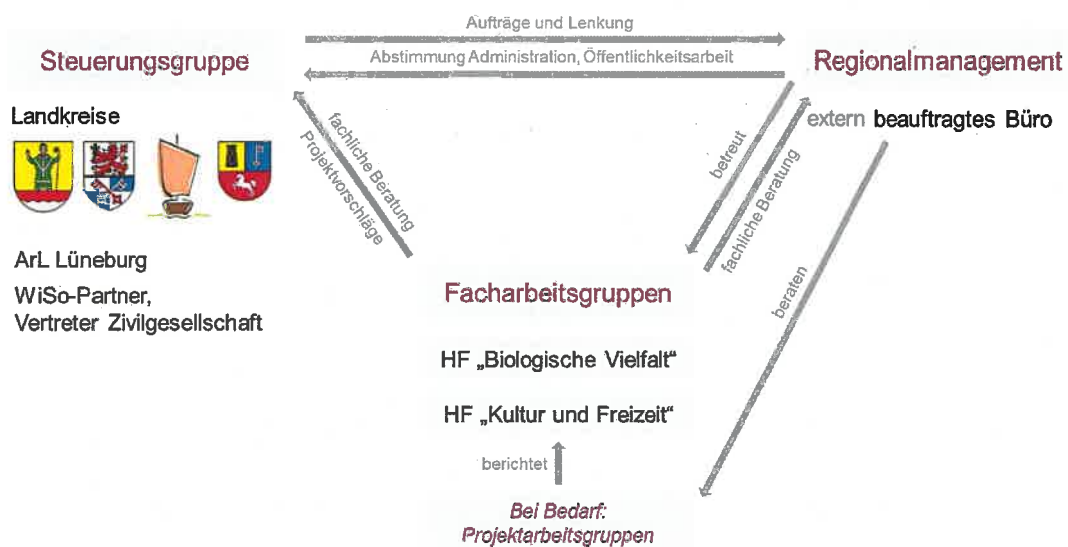 Aufträge und Lenkung
Steuerungsgruppe
Abstimmung Administration, Öffentlichkeitsarbeit
Regionalmanagement
Landkreise
extern beauftragtes Büro
fachliche Beratung
Projektvorschläge
betreut
fachliche Beratung
beraten
ArL Lüneburg
WiSo-Partner,
Vertreter Zivilgesellschaft
Facharbeitsgruppen
HF „Biologische Vielfalt“
HF „Kultur und Freizeit“
berichtet
Bei Bedarf:
Projektarbeitsgruppen